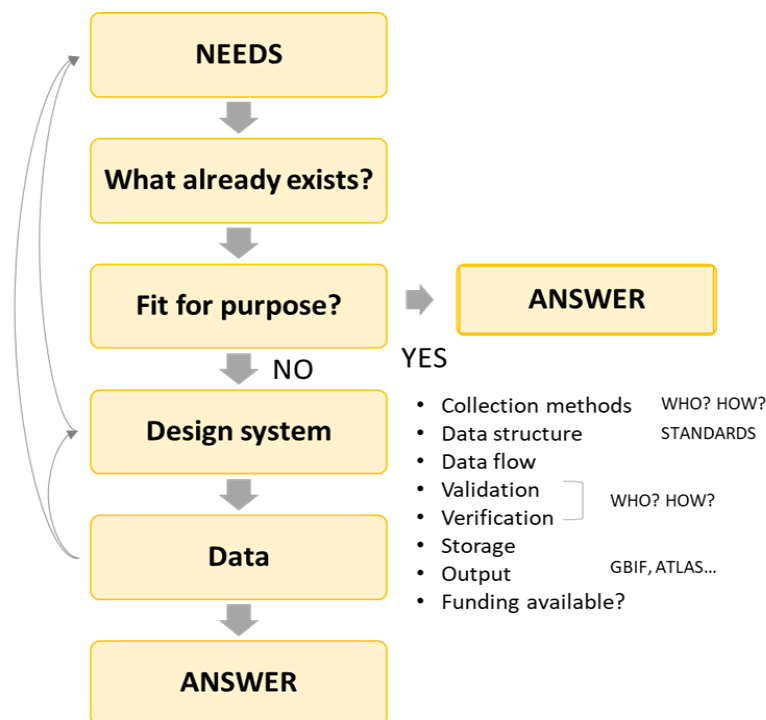 NEEDS
What already exists?
Fit for purpose?
ANSWER
YES
NO
Design system
• Collection methods WHO? HOW?
• Data structure STANDARDS
• Data flow
• Validation
• Verification
WHO? HOW?
• Storage
• Output GBIF, ATLAS...
• Funding available?
Data
ANSWER